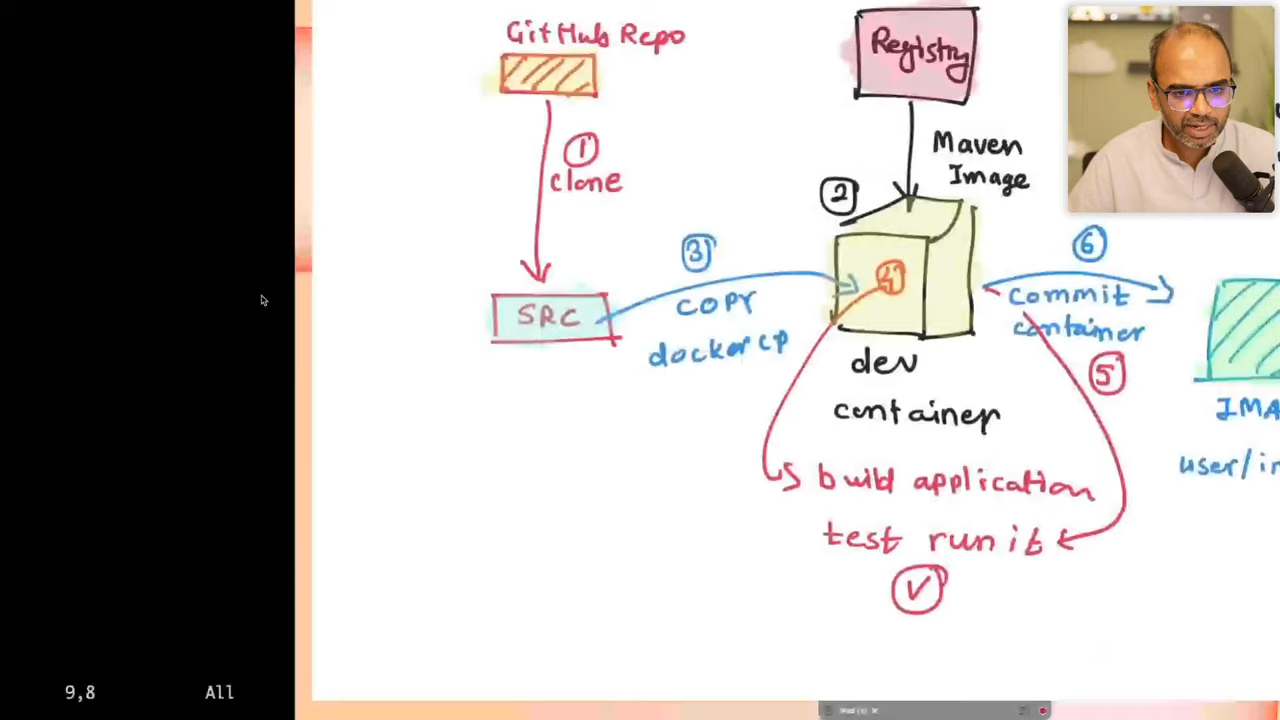 GitHub Repo
Registry
①
clone
Maven
Image
②
③
④
⑥
SRC
COPY
docker cp
commit
container
dev
container
⑤
build application
test run it
9,8
All